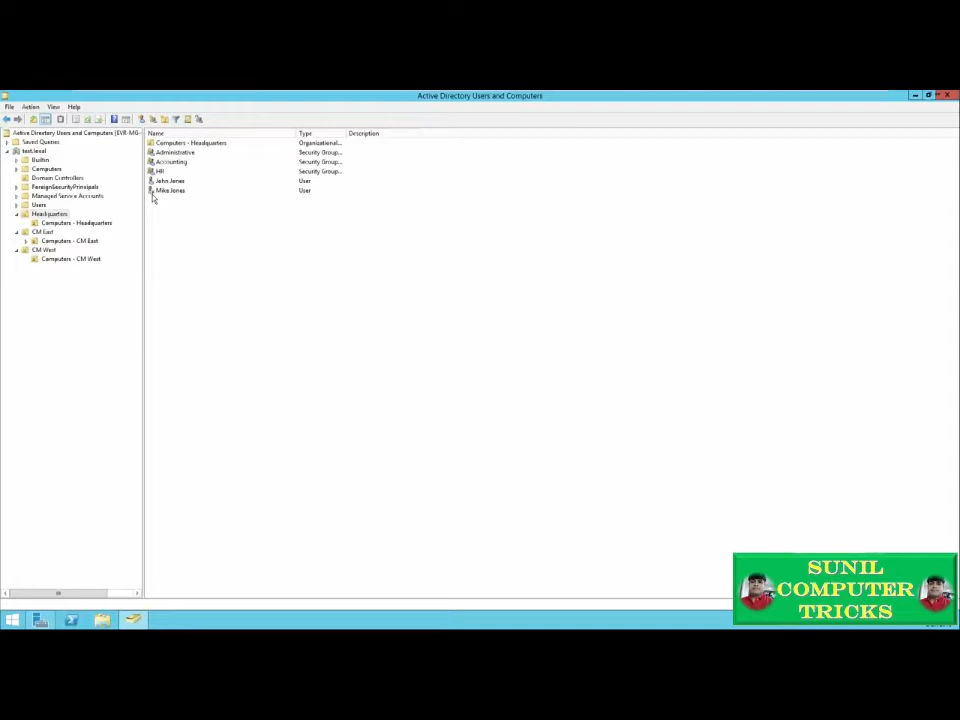 Active Directory Users and Computers
File Action View Help
Active Directory Users and Computers [EVR-MG-
Name Type Description
Saved Queries
test.local
Builtin
Computers
Domain Controllers
ForeignSecurityPrincipals
Managed Service Accounts
Users
Headquarters
Computers - Headquarters
CM East
Computers - CM East
CM West
Computers - CM West
Computers - Headquarters Organizational...
Administrative Security Group...
Accounting Security Group...
HR Security Group...
John Jones User
Mike Jones User
SUNIL
COMPUTER
TRICKS